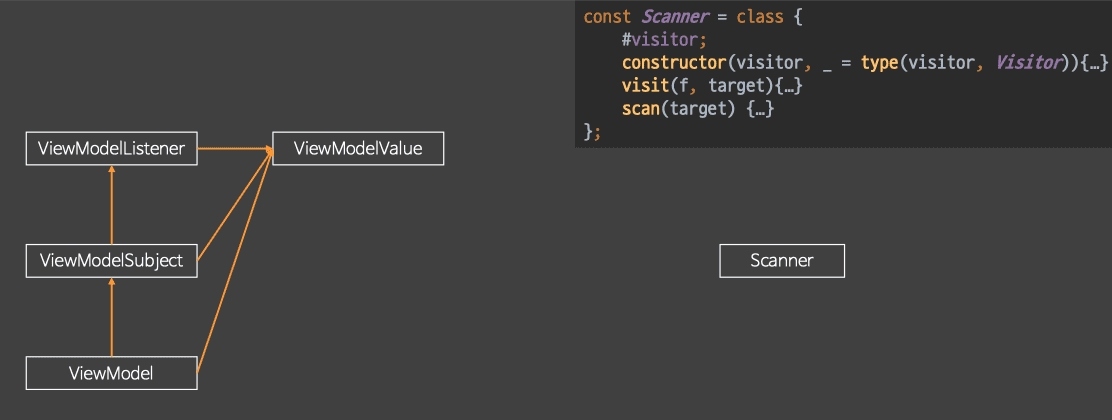 const Scanner = class {
    #visitor;
    constructor(visitor, _ = type(visitor, Visitor)){…}
    visit(f, target){…}
    scan(target) {…}
};
ViewModelListener
ViewModelValue
ViewModelSubject
Scanner
ViewModel